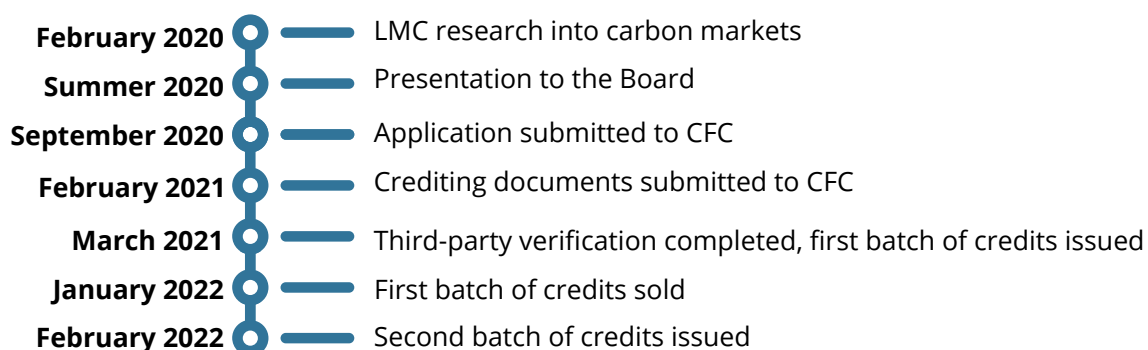 February 2020 LMC research into carbon markets
Summer 2020 Presentation to the Board
September 2020 Application submitted to CFC
February 2021 Crediting documents submitted to CFC
March 2021 Third-party verification completed, first batch of credits issued
January 2022 First batch of credits sold
February 2022 Second batch of credits issued